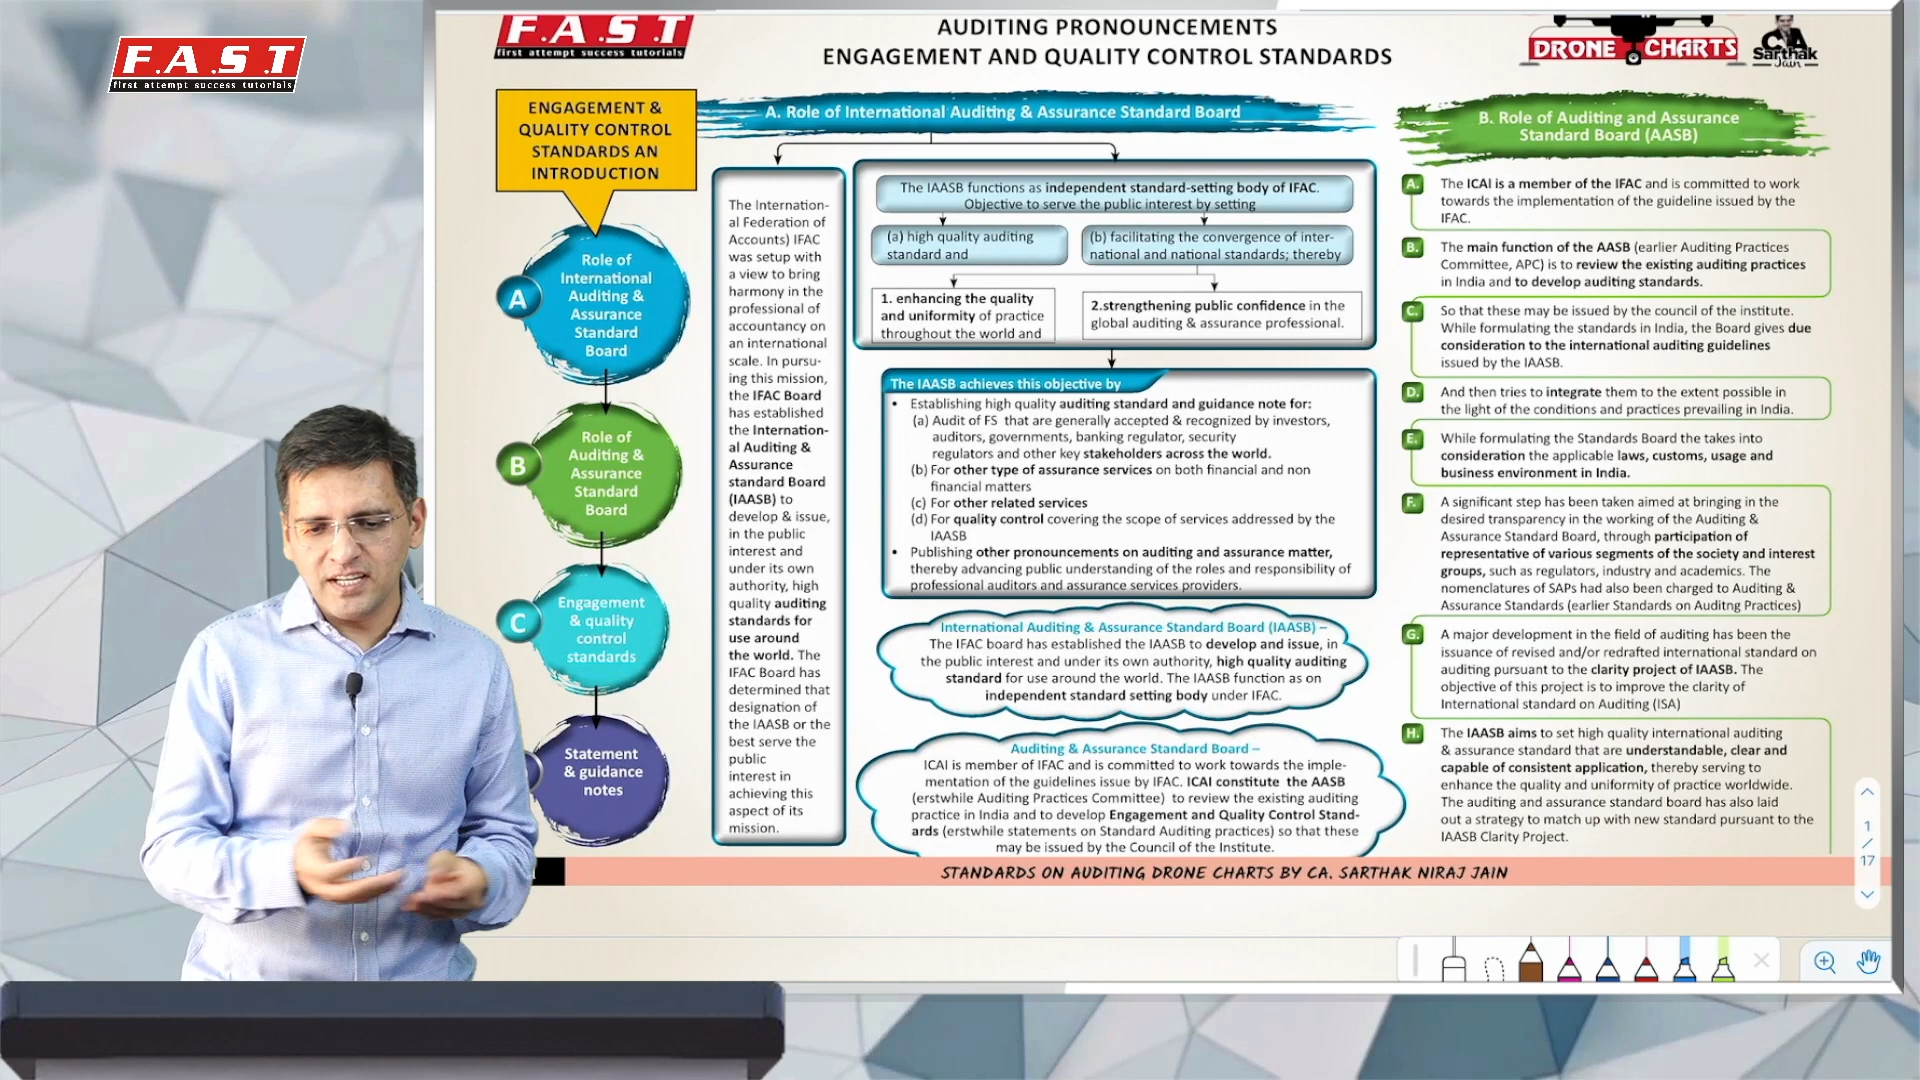 F.A.S.T
first attempt success tutorials
F.A.S.T
first attempt success tutorials
AUDITING PRONOUNCEMENTS
ENGAGEMENT AND QUALITY CONTROL STANDARDS
DRONE CHARTS
CA
Sarthak
Jain
ENGAGEMENT &
QUALITY CONTROL
STANDARDS AN
INTRODUCTION
A
Role of
International
Auditing &
Assurance
Standard
Board
B
Role of
Auditing &
Assurance
Standard
Board
C
Engagement
& quality
control
standards
Statement
& guidance
notes
A. Role of International Auditing & Assurance Standard Board
The Internation-
al Federation of
Accounts) IFAC
was setup with
a view to bring
harmony in the
professional of
accountancy on
an international
scale. In pursu-
ing this mission,
the IFAC Board
has established
the Internation-
al Auditing &
Assurance
standard Board
(IAASB) to
develop & issue,
in the public
interest and
under its own
authority, high
quality auditing
standards for
use around
the world. The
IFAC Board has
determined that
designation of
the IAASB or the
best serve the
public
interest in
achieving this
aspect of its
mission.
The IAASB functions as independent standard-setting body of IFAC.
Objective to serve the public interest by setting
(a) high quality auditing
standard and
(b) facilitating the convergence of inter-
national and national standards; thereby
1. enhancing the quality
and uniformity of practice
throughout the world and
2.strengthening public confidence in the
global auditing & assurance professional.
The IAASB achieves this objective by
• Establishing high quality auditing standard and guidance note for:
(a) Audit of FS that are generally accepted & recognized by investors,
auditors, governments, banking regulator, security
regulators and other key stakeholders across the world.
(b) For other type of assurance services on both financial and non
financial matters
(c) For other related services
(d) For quality control covering the scope of services addressed by the
IAASB
• Publishing other pronouncements on auditing and assurance matter,
thereby advancing public understanding of the roles and responsibility of
professional auditors and assurance services providers.
International Auditing & Assurance Standard Board (IAASB) –
The IFAC board has established the IAASB to develop and issue, in
the public interest and under its own authority, high quality auditing
standard for use around the world. The IAASB function as on
independent standard setting body under IFAC.
Auditing & Assurance Standard Board –
ICAI is member of IFAC and is committed to work towards the imple-
mentation of the guidelines issue by IFAC. ICAI constitute the AASB
(erstwhile Auditing Practices Committee) to review the existing auditing
practice in India and to develop Engagement and Quality Control Stand-
ards (erstwhile statements on Standard Auditing practices) so that these
may be issued by the Council of the Institute.
B. Role of Auditing and Assurance
Standard Board (AASB)
A. The ICAI is a member of the IFAC and is committed to work
towards the implementation of the guideline issued by the
IFAC.
B. The main function of the AASB (earlier Auditing Practices
Committee, APC) is to review the existing auditing practices
in India and to develop auditing standards.
C. So that these may be issued by the council of the institute.
While formulating the standards in India, the Board gives due
consideration to the international auditing guidelines
issued by the IAASB.
D. And then tries to integrate them to the extent possible in
the light of the conditions and practices prevailing in India.
E. While formulating the Standards Board the takes into
consideration the applicable laws, customs, usage and
business environment in India.
F. A significant step has been taken aimed at bringing in the
desired transparency in the working of the Auditing &
Assurance Standard Board, through participation of
representative of various segments of the society and interest
groups, such as regulators, industry and academics. The
nomenclatures of SAPs had also been charged to Auditing &
Assurance Standards (earlier Standards on Auditng Practices)
G. A major development in the field of auditing has been the
issuance of revised and/or redrafted international standard on
auditing pursuant to the clarity project of IAASB. The
objective of this project is to improve the clarity of
International standard on Auditing (ISA)
H. The IAASB aims to set high quality international auditing
& assurance standard that are understandable, clear and
capable of consistent application, thereby serving to
enhance the quality and uniformity of practice worldwide.
The auditing and assurance standard board has also laid
out a strategy to match up with new standard pursuant to the
IAASB Clarity Project.
1
/
17
STANDARDS ON AUDITING DRONE CHARTS BY CA. SARTHAK NIRAJ JAIN